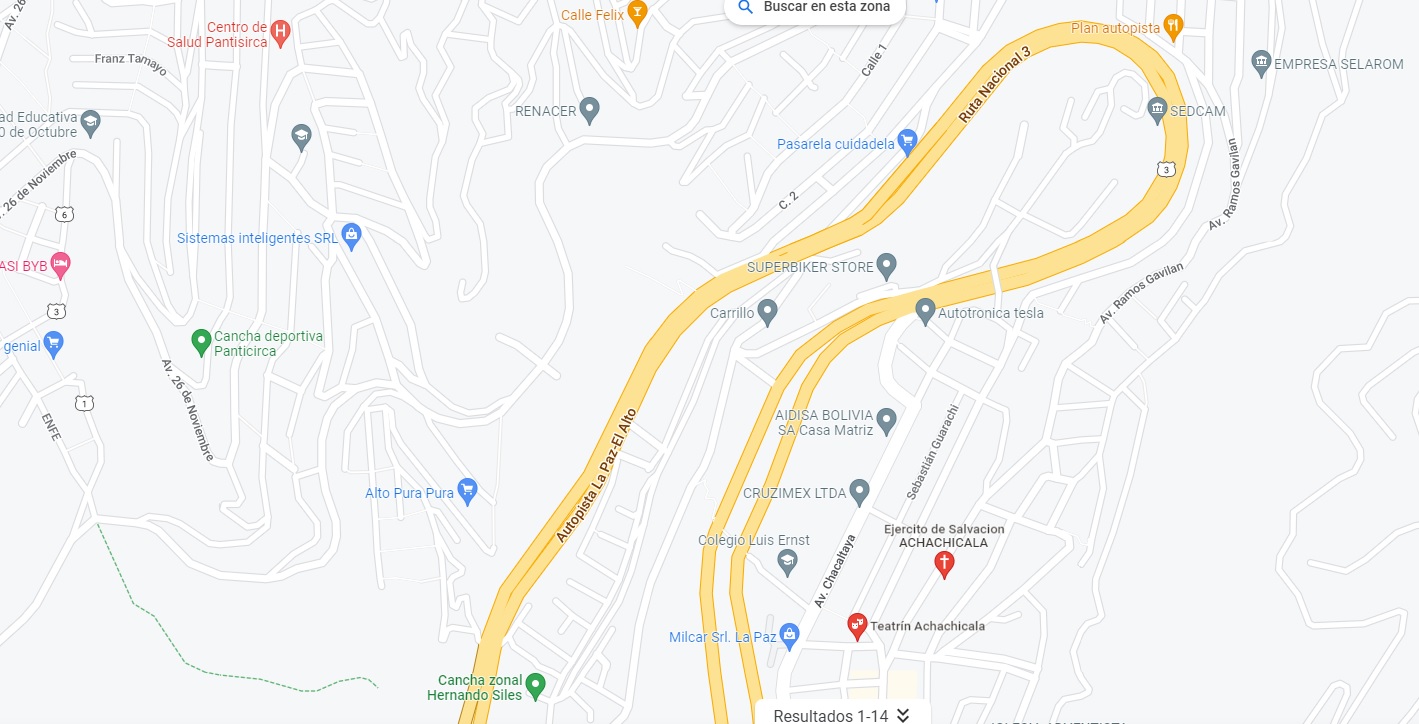 Buscar en esta zona
Av. 26
Calle Felix
Centro de
Salud Pantisirca
Plan autopista
Calle 1
Ruta Nacional 3
Franz Tamayo
EMPRESA SELAROM
RENACER
SEDCAM
ad Educativa
0 de Octubre
Pasarela cuidadela
3
. 26 de Noviembre
C. 2
Av. Ramos Gavilan
6
Sistemas inteligentes SRL
ASI BYB
SUPERBIKER STORE
Av. Ramos Gavilan
3
Carrillo
Autotronica tesla
genial
Cancha deportiva
Panticirca
1
Av. 26 de Noviembre
ENFE
AIDISA BOLIVIA
SA Casa Matriz
Sebastián Guarachi
Autopista La Paz-El Alto
Alto Pura Pura
CRUZIMEX LTDA
Ejercito de Salvacion
ACHACHICALA
Colegio Luis Ernst
Av. Chacaltaya
Teatrín Achachicala
Milcar Srl. La Paz
Cancha zonal
Hernando Siles
Resultados 1-14